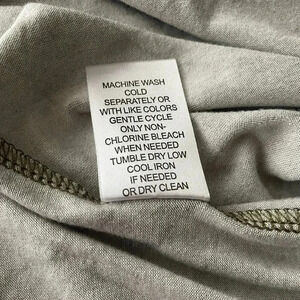 MACHINE WASH
COLD
SEPARATELY OR
WITH LIKE COLORS
GENTLE CYCLE
ONLY NON-
CHLORINE BLEACH
WHEN NEEDED
TUMBLE DRY LOW
COOL IRON
IF NEEDED
OR DRY CLEAN